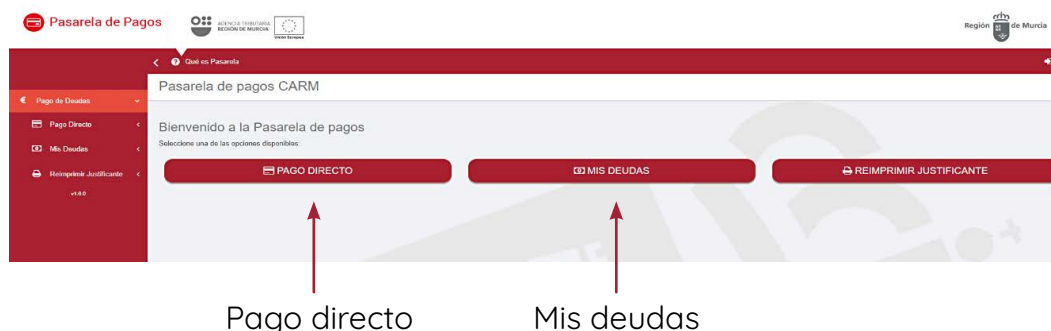 Pasarela de Pagos
AGENCIA TRIBUTARIA
REGIÓN DE MURCIA
Unión Europea
Región de Murcia
Qué es Pasarela
Pasarela de pagos CARM
€ Pago de Deudas
Pago Directo
Mis Deudas
Reimprimir Justificante
v1.9.0
Bienvenido a la Pasarela de pagos
Seleccione una de las opciones disponibles:
PAGO DIRECTO
MIS DEUDAS
REIMPRIMIR JUSTIFICANTE
Pago directo
Mis deudas